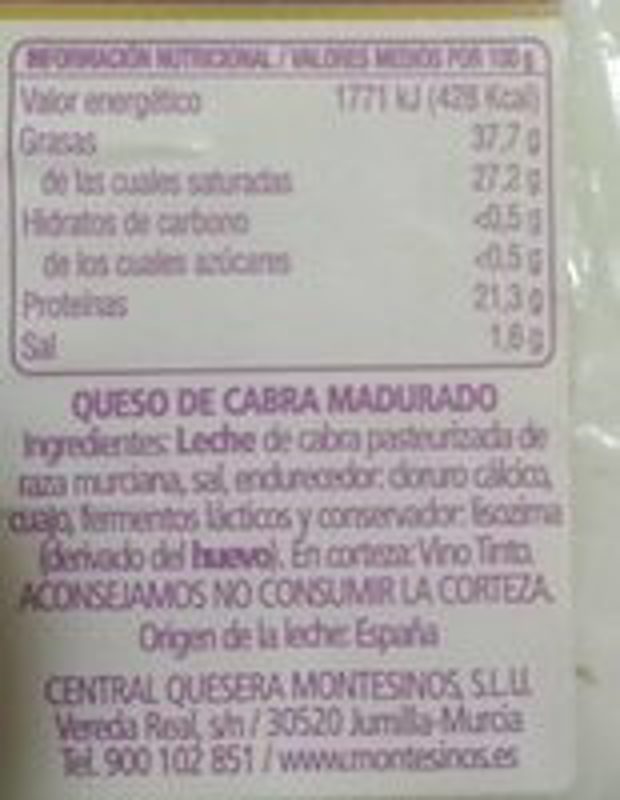 INFORMACIÓN NUTRICIONAL / VALORES MEDIOS POR 100 g
Valor energético 1771 kJ (428 Kcal)
Grasas 37,7 g
de las cuales saturadas 27,2 g
Hidratos de carbono <0,5 g
de los cuales azúcares <0,5 g
Proteínas 21,3 g
Sal 1,8 g
QUESO DE CABRA MADURADO
Ingredientes: Leche de cabra pasteurizada de
raza murciana, sal, endurecedor: cloruro cálcico,
cuajo, fermentos lácticos y conservador: lisozima
(derivado del huevo). En corteza: Vino Tinto.
ACONSEJAMOS NO CONSUMIR LA CORTEZA.
Origen de la leche: España
CENTRAL QUESERA MONTESINOS, S.L.U.
Vereda Real, s/n / 30520 Jumilla-Murcia
Tel. 900 102 851 / www.montesinos.es